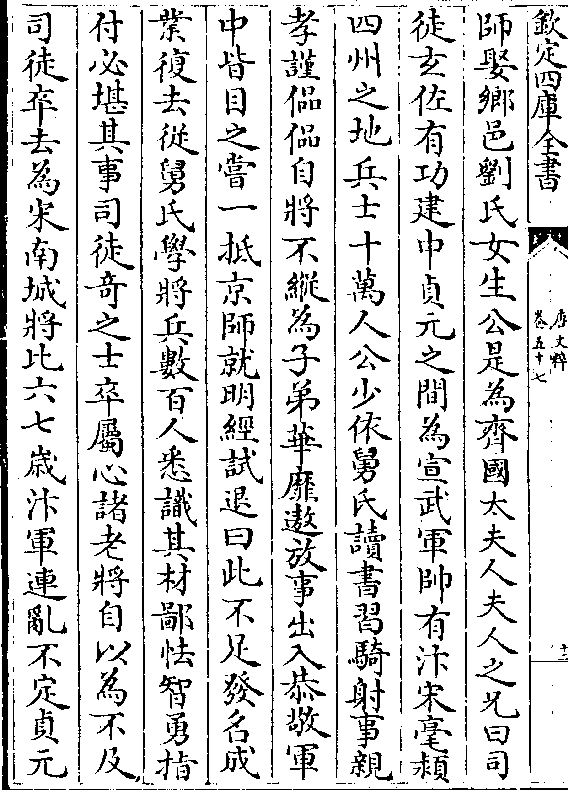 欽定四庫全書
唐文粹
卷五十七
十二
師娶鄉邑劉氏女生公是為齊國太夫人夫人之兄曰司
徒玄佐有功建中貞元之間為宣武軍帥有汴宋亳潁
四州之地兵士十萬人公少依舅氏讀書習騎射事親
孝謹偘偘自將不縱為子弟華靡遨放事出入恭敬軍
中皆目之嘗一抵京師就明經試退曰此不足發名成
業復去從舅氏學將兵數百人悉識其材鄙怯智勇指
付必堪其事司徒奇之士卒屬心諸老將自以為不及
司徒卒去為宋南城將比六七歲汴軍連亂不定貞元